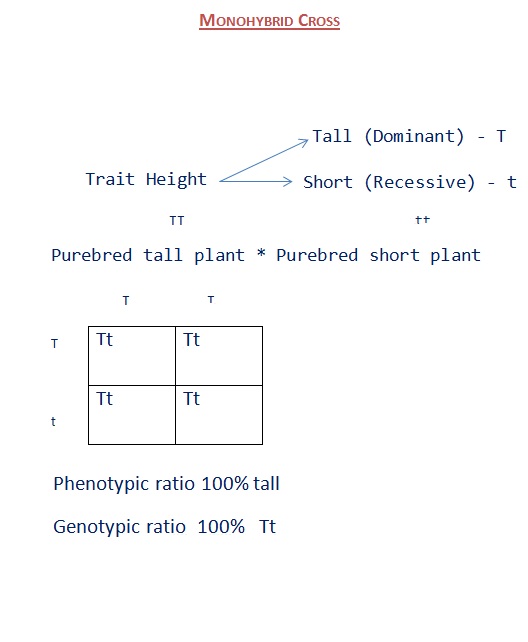 MONOHYBRID CROSS
Tall (Dominant) - T
Trait Height
Short (Recessive) - t
TT tt
Purebred tall plant * Purebred short plant
T T
T Tt Tt
t Tt Tt
Phenotypic ratio 100% tall
Genotypic ratio 100% Tt